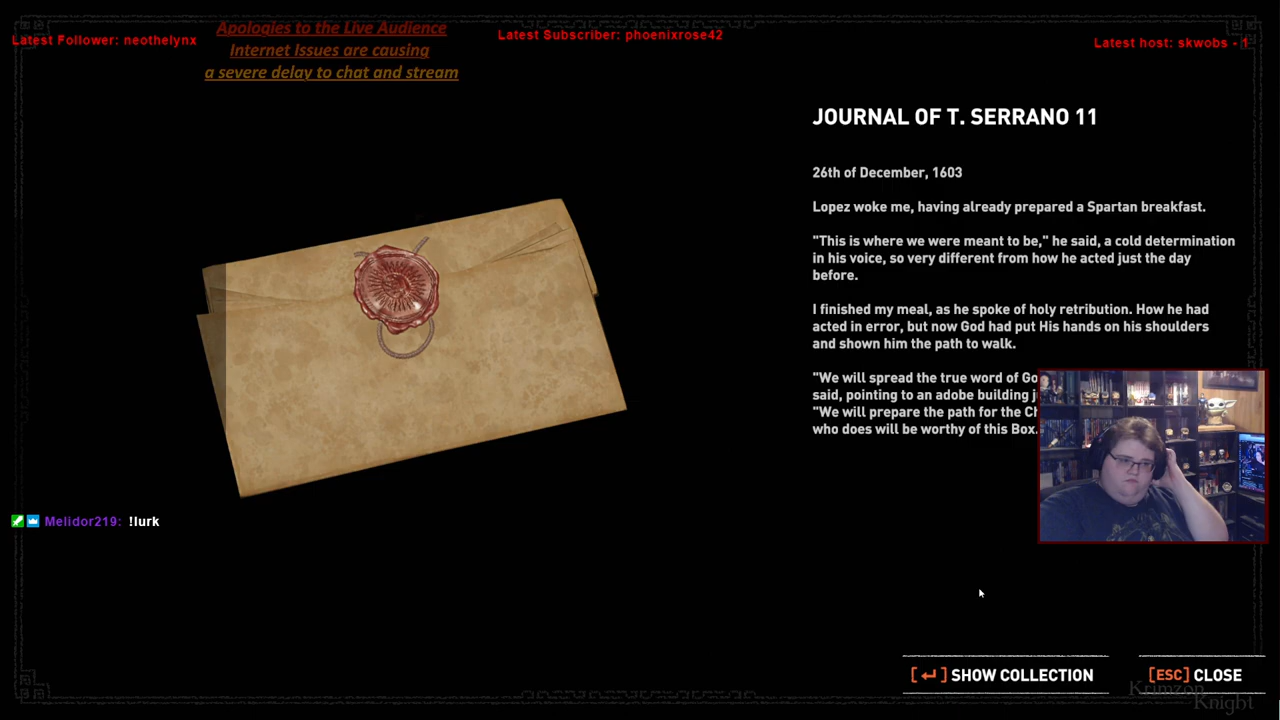 Apologies to the Live Audience
Latest Follower: neothelynx
Latest Subscriber: phoenixrose42
Latest host: skwobs - 1
Internet Issues are causing
a severe delay to chat and stream
JOURNAL OF T. SERRANO 11
26th of December, 1603
Lopez woke me, having already prepared a Spartan breakfast.
"This is where we were meant to be," he said, a cold determination
in his voice, so very different from how he acted just the day
before.
I finished my meal, as he spoke of holy retribution. How he had
acted in error, but now God had put His hands on his shoulders
and shown him the path to walk.
"We will spread the true word of Go
said, pointing to an adobe building j
"We will prepare the path for the Ch
who does will be worthy of this Box.
Melidor219: !lurk
[↵] SHOW COLLECTION
[ESC] CLOSE
Krimzon
Knight